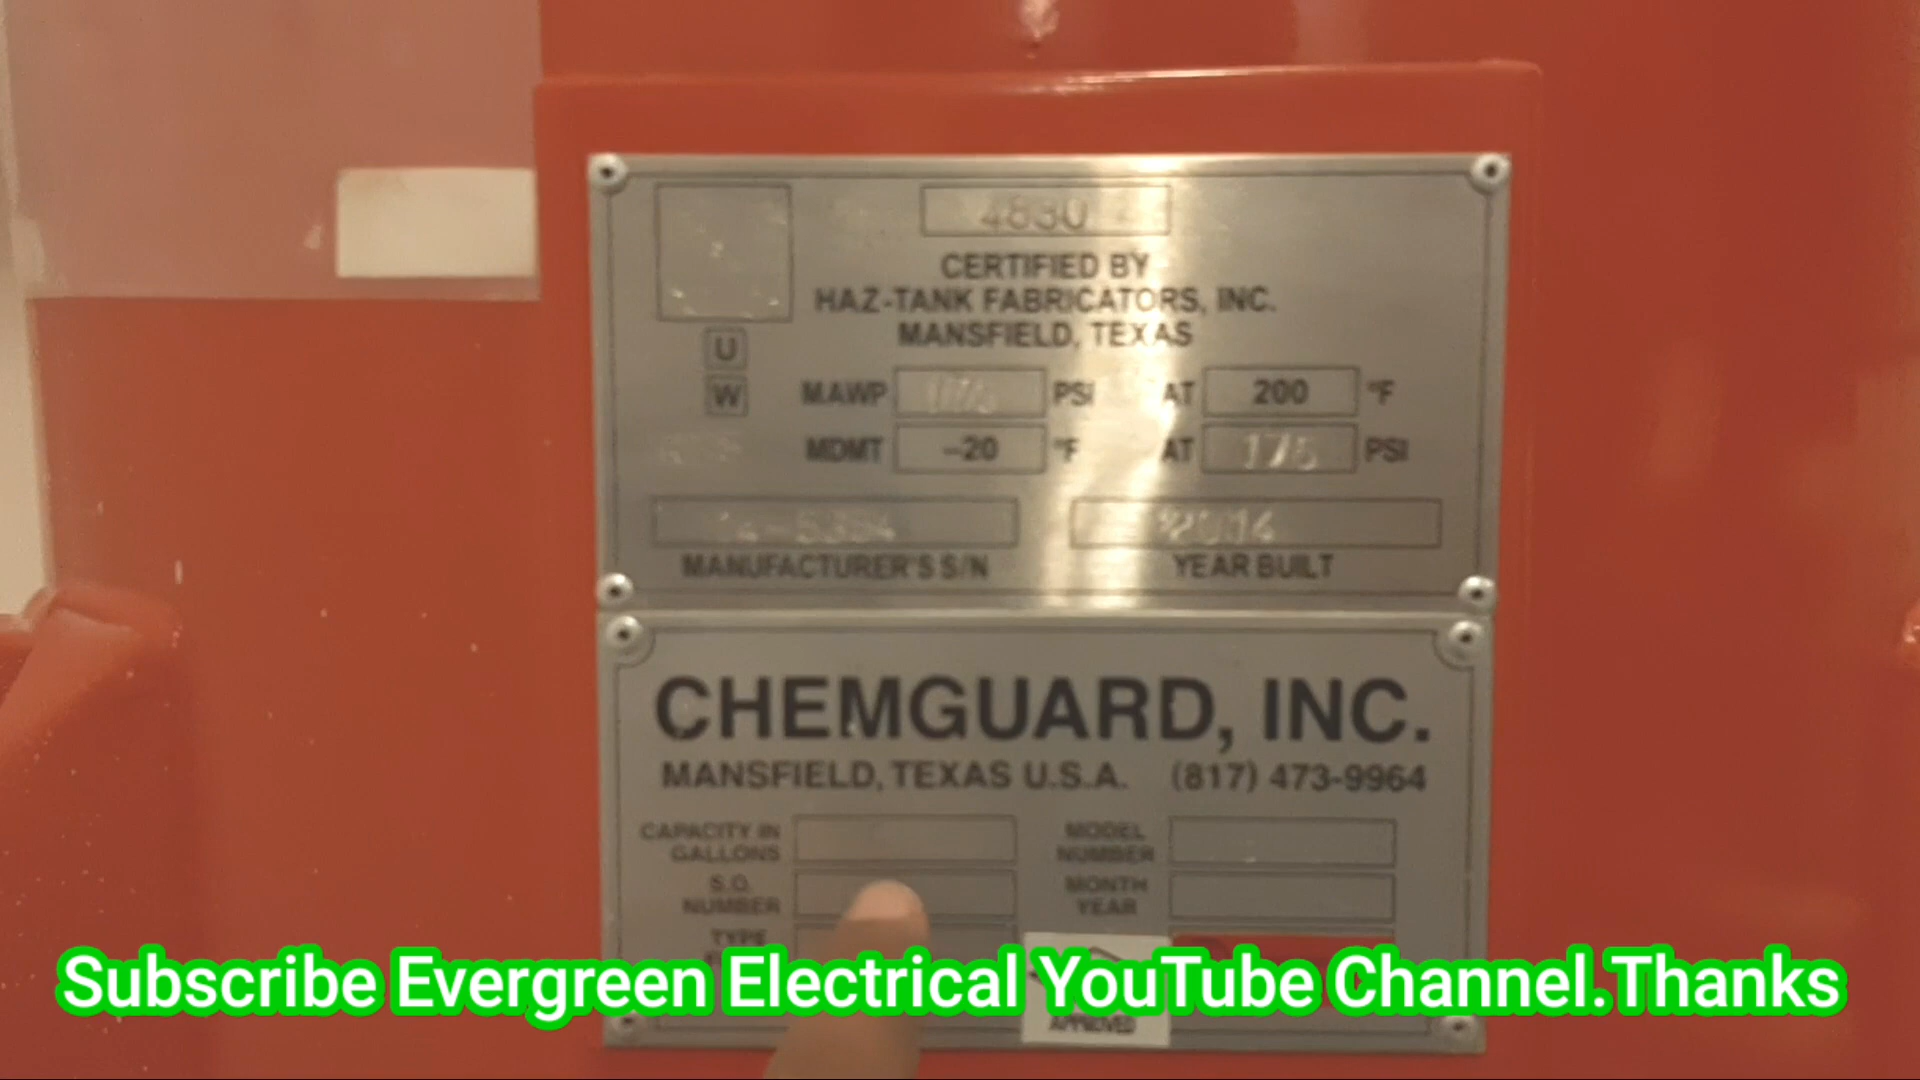 4830
CERTIFIED BY
HAZ-TANK FABRICATORS, INC.
MANSFIELD, TEXAS
U
W
MAWP PSI AT 200 °F
MDMT -20 °F AT 175 PSI
2014
MANUFACTURER'S S/N YEAR BUILT
CHEMGUARD, INC.
MANSFIELD, TEXAS U.S.A. (817) 473-9964
CAPACITY IN GALLONS
MODEL NUMBER
S.O. NUMBER
MONTH YEAR
TYPE
Subscribe Evergreen Electrical YouTube Channel.Thanks
APPROVED